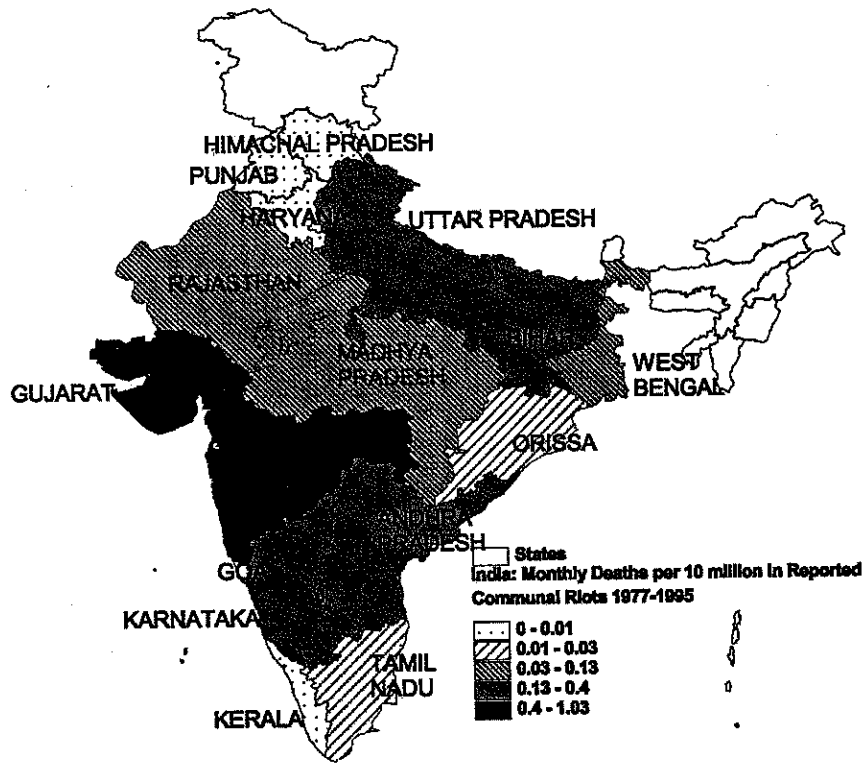 HIMACHAL PRADESH
PUNJAB
HARYANA
UTTAR PRADESH
RAJASTHAN
BIHAR
MADHYA
PRADESH
WEST
BENGAL
GUJARAT
ORISSA
ANDHRA
PRADESH
States
India: Monthly Deaths per 10 million in Reported
Communal Riots 1977-1995
GOA
KARNATAKA
0 - 0.01
0.01 - 0.03
0.03 - 0.13
0.13 - 0.4
0.4 - 1.03
TAMIL
NADU
KERALA